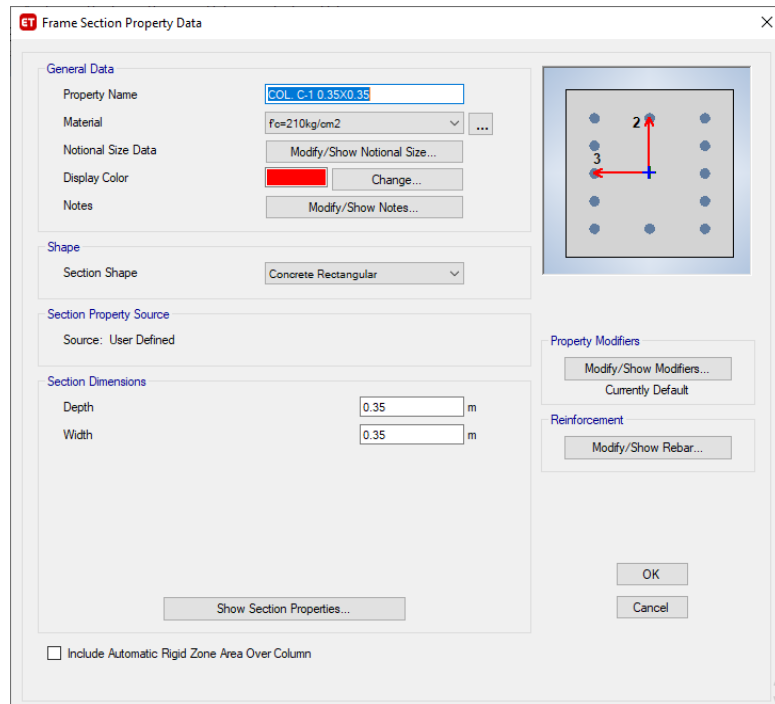 ET Frame Section Property Data
General Data
Property Name COL. C-1 0.35X0.35
Material f'c=210kg/cm2 ...
Notional Size Data Modify/Show Notional Size...
Display Color Change...
Notes Modify/Show Notes...
2
3
Shape
Section Shape Concrete Rectangular
Section Property Source
Source: User Defined
Property Modifiers
Modify/Show Modifiers...
Currently Default
Section Dimensions
Depth 0.35 m
Width 0.35 m
Reinforcement
Modify/Show Rebar...
Show Section Properties...
OK
Cancel
Include Automatic Rigid Zone Area Over Column